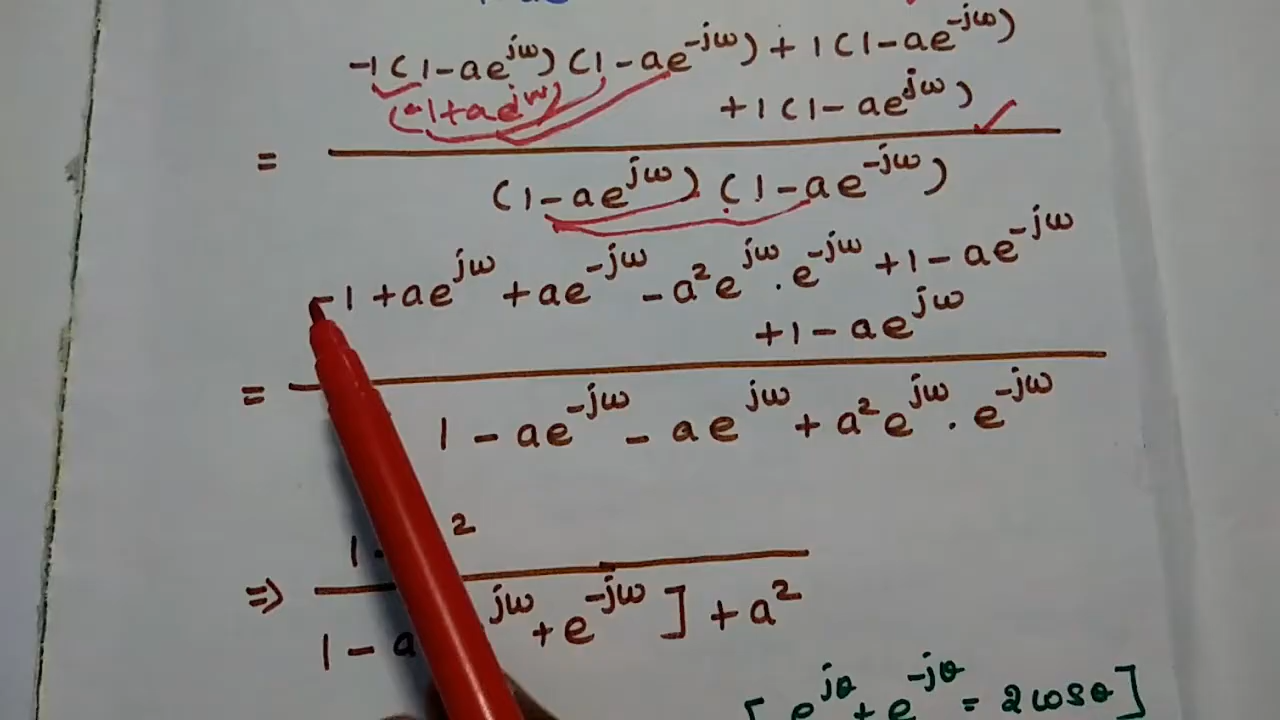 -1(1-ae^{jω})(1-ae^{-jω})+1(1-ae^{-jω})
(-1+ae^{jω}) +1(1-ae^{jω})
=
(1-ae^{jω})(1-ae^{-jω})
-1+ae^{jω}+ae^{-jω}-a²e^{jω}.e^{-jω}+1-ae^{-jω}
+1-ae^{jω}
=
1-ae^{-jω}-ae^{jω}+a²e^{jω}.e^{-jω}
1- ²
⇒
1-a ^{jω}+e^{-jω}]+a²
[e^{jθ}+e^{-jθ}=2cosθ]